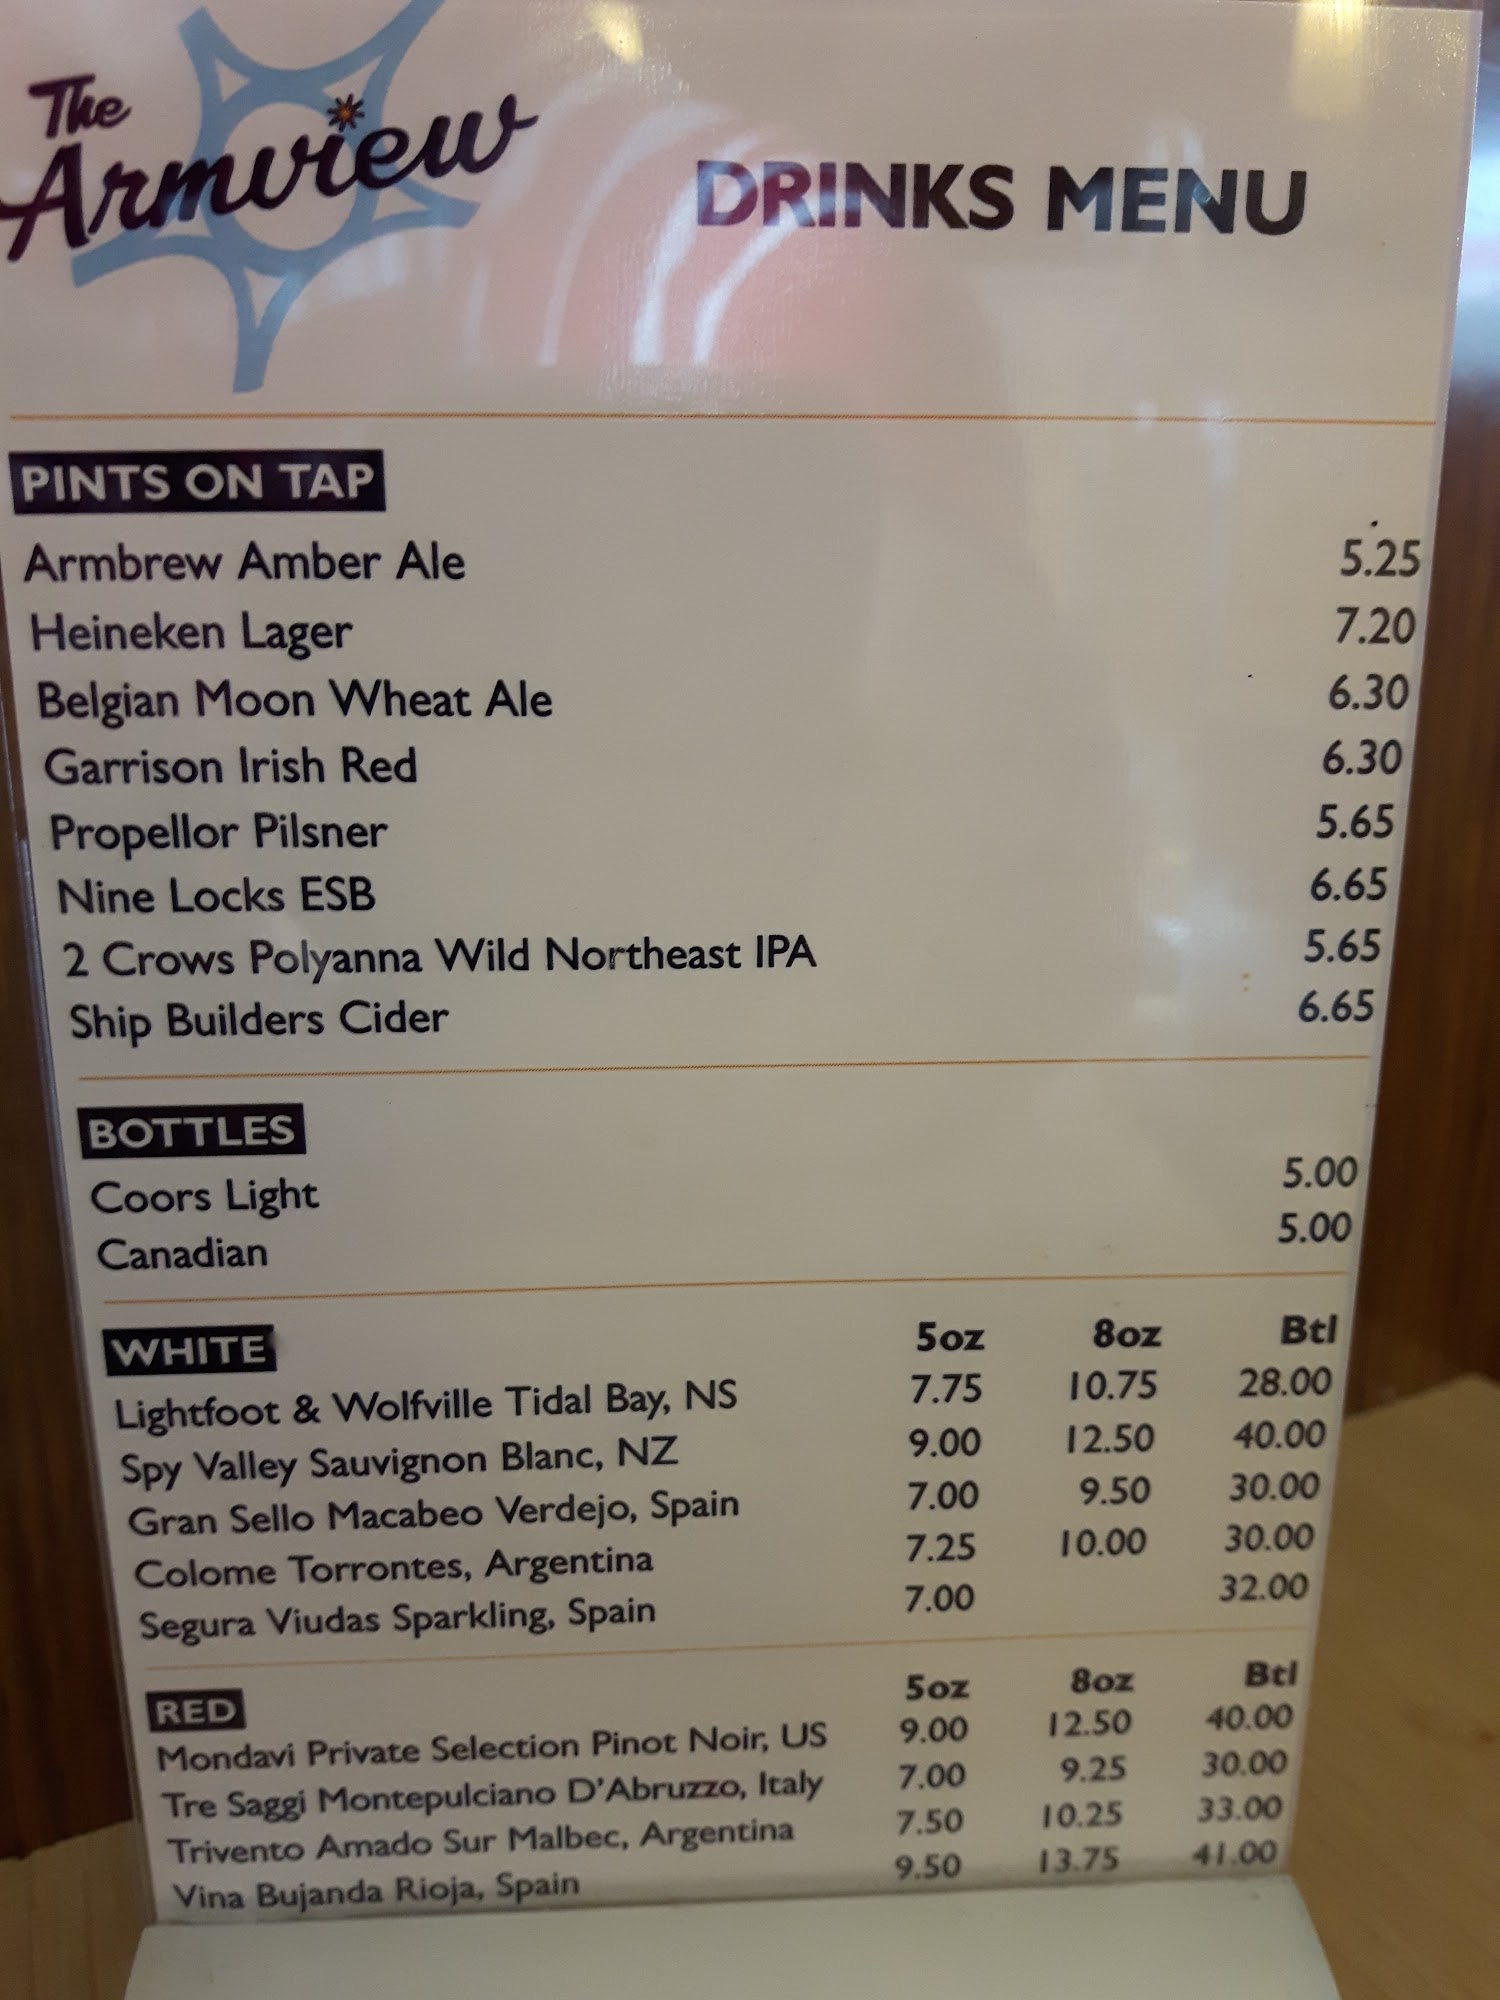 The
Armview
DRINKS MENU
PINTS ON TAP
Armbrew Amber Ale 5.25
Heineken Lager 7.20
Belgian Moon Wheat Ale 6.30
Garrison Irish Red 6.30
Propellor Pilsner 5.65
Nine Locks ESB 6.65
2 Crows Polyanna Wild Northeast IPA 5.65
Ship Builders Cider 6.65
BOTTLES
Coors Light 5.00
Canadian 5.00
WHITE 5oz 8oz Btl
Lightfoot & Wolfville Tidal Bay, NS 7.75 10.75 28.00
Spy Valley Sauvignon Blanc, NZ 9.00 12.50 40.00
Gran Sello Macabeo Verdejo, Spain 7.00 9.50 30.00
Colome Torrontes, Argentina 7.25 10.00 30.00
Segura Viudas Sparkling, Spain 7.00 32.00
RED 5oz 8oz Btl
Mondavi Private Selection Pinot Noir, US 9.00 12.50 40.00
Tre Saggi Montepulciano D'Abruzzo, Italy 7.00 9.25 30.00
Trivento Amado Sur Malbec, Argentina 7.50 10.25 33.00
Vina Bujanda Rioja, Spain 9.50 13.75 41.00